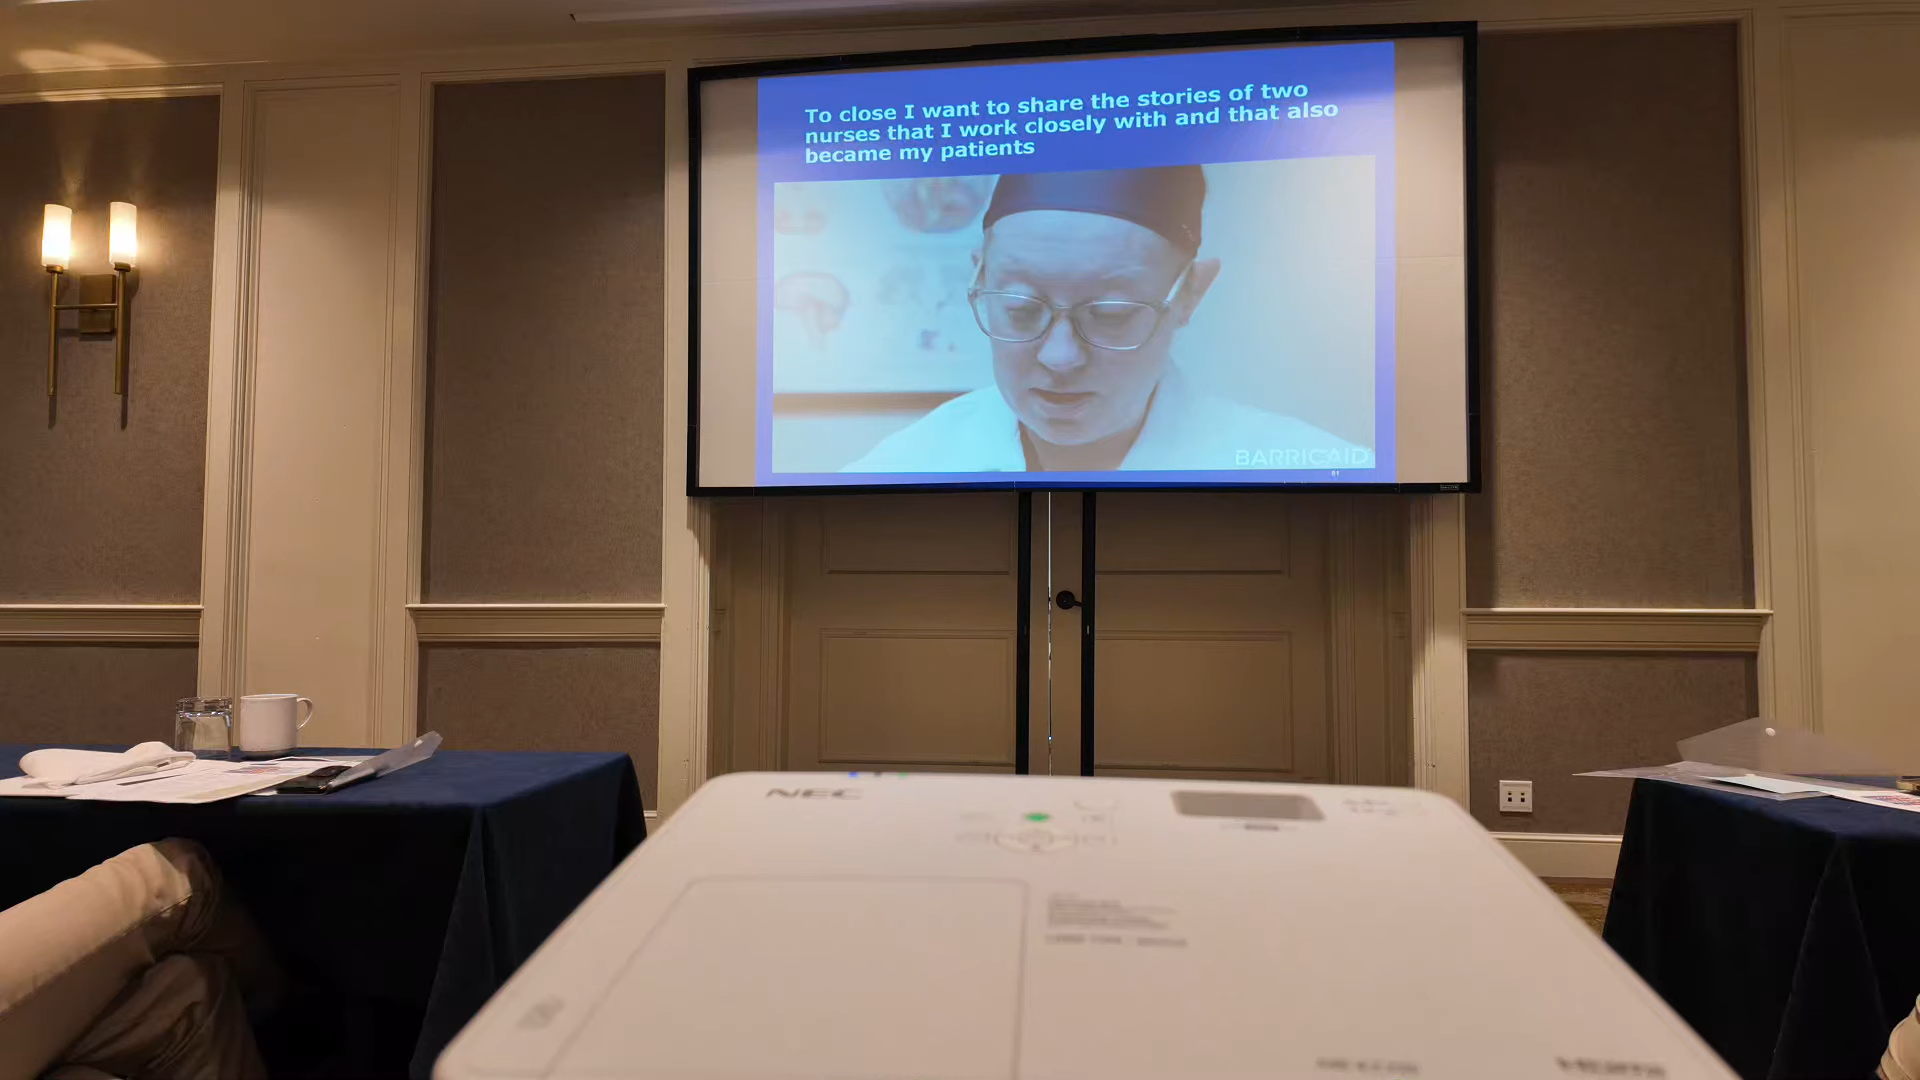 To close I want to share the stories of two
nurses that I work closely with and that also
became my patients
BARRICAID
NEC